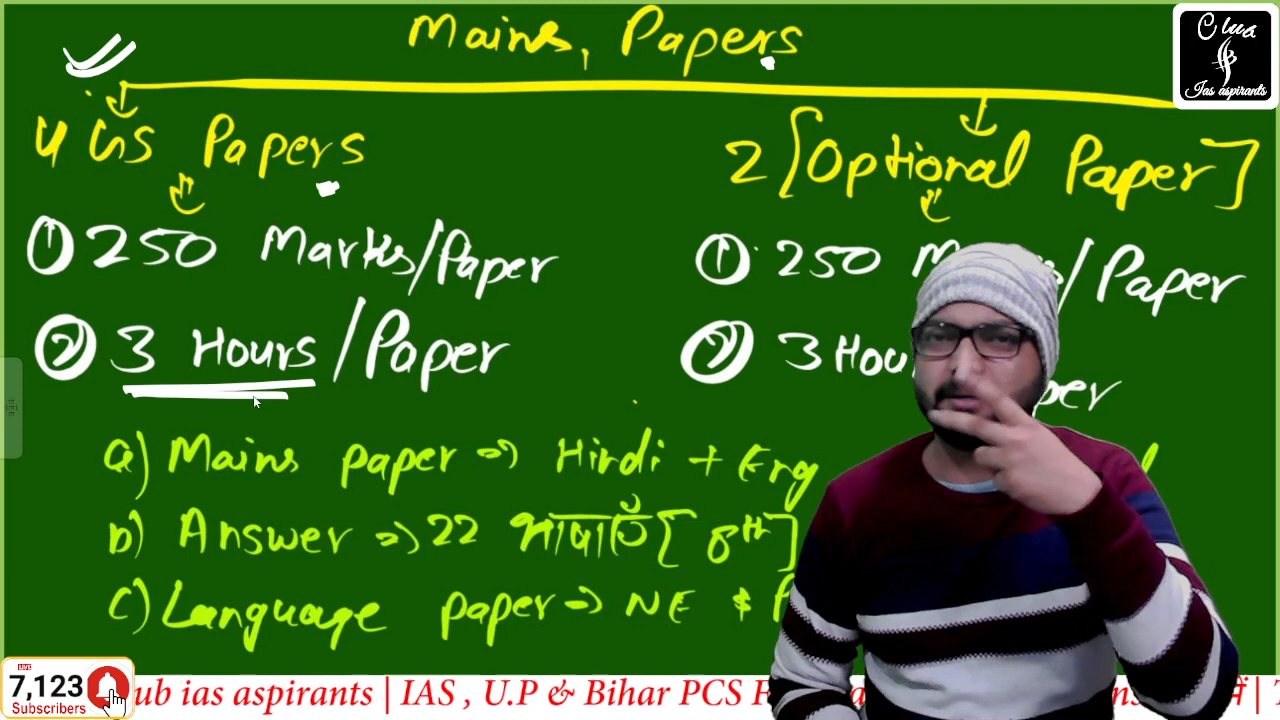 Mains, Papers
Club
Ias aspirants
4 GS Papers
2 [Optional Paper]
① 250 Marks/Paper
① 250 M / Paper
② 3 Hours/Paper
② 3 Hou per
a) Mains paper ⇒ Hindi + Eng
b) Answer ⇒ 22 भाषाओं [8th]
c) Language paper ⇒ NE &
LIVE
7,123
Subscribers
ub ias aspirants | IAS , U.P & Bihar PCS F